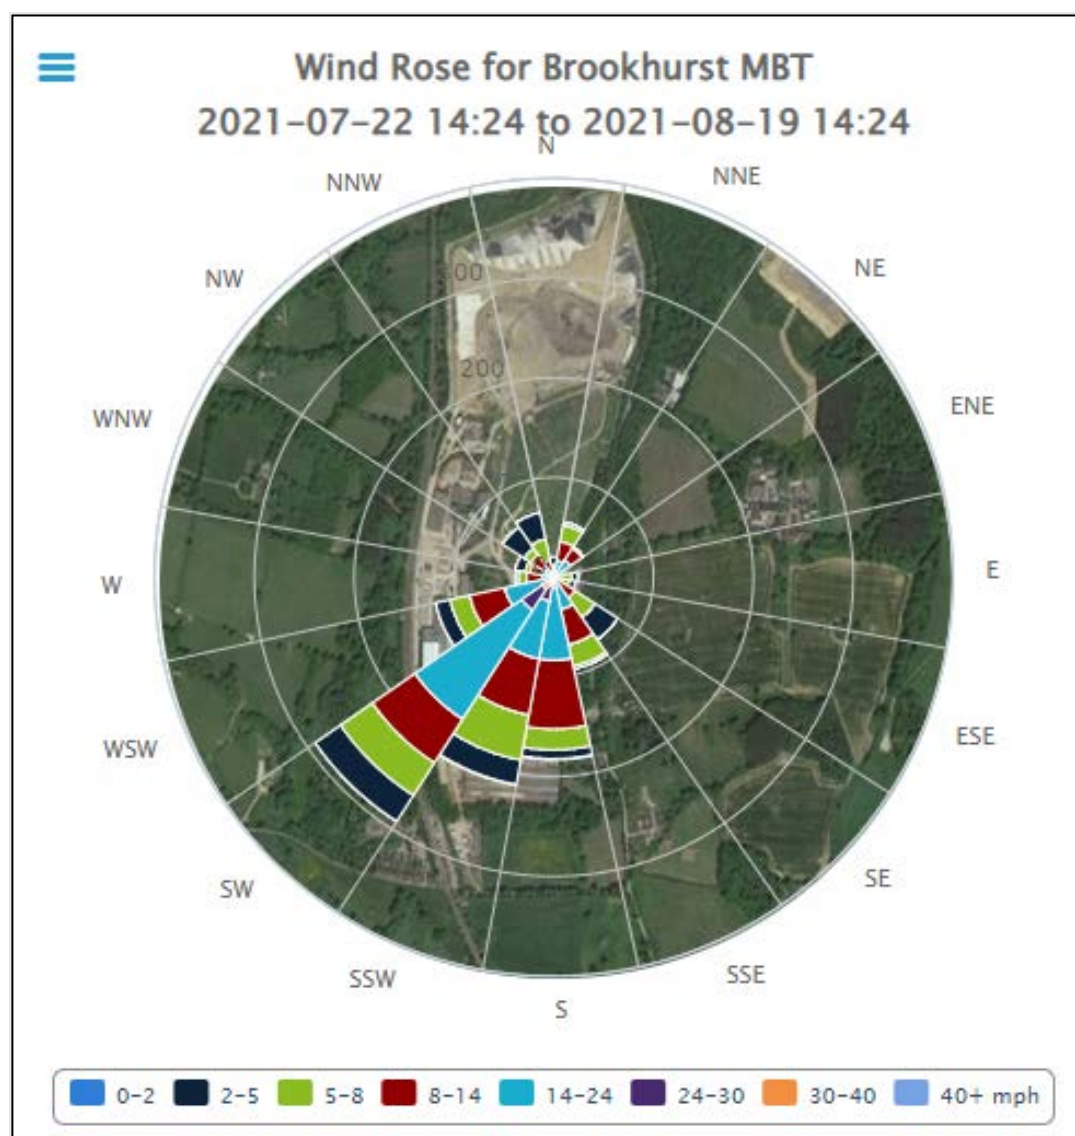 Wind Rose for Brookhurst MBT
2021-07-22 14:24 to 2021-08-19 14:24
N
NNW
NNE
NW
NE
00
200
WNW
ENE
W
E
WSW
ESE
SW
SE
SSW
SSE
S
0-2 2-5 5-8 8-14 14-24 24-30 30-40 40+ mph